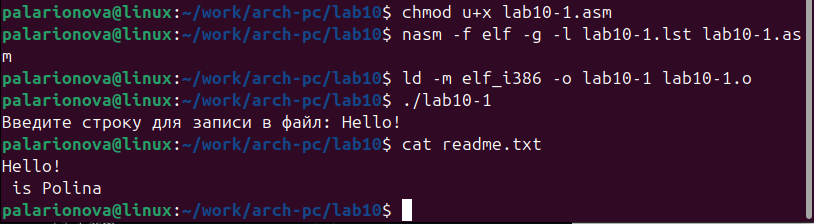 palarionova@linux:~/work/arch-pc/lab10$ chmod u+x lab10-1.asm
palarionova@linux:~/work/arch-pc/lab10$ nasm -f elf -g -l lab10-1.lst lab10-1.as
m
palarionova@linux:~/work/arch-pc/lab10$ ld -m elf_i386 -o lab10-1 lab10-1.o
palarionova@linux:~/work/arch-pc/lab10$ ./lab10-1
Введите строку для записи в файл: Hello!
palarionova@linux:~/work/arch-pc/lab10$ cat readme.txt
Hello!
 is Polina
palarionova@linux:~/work/arch-pc/lab10$